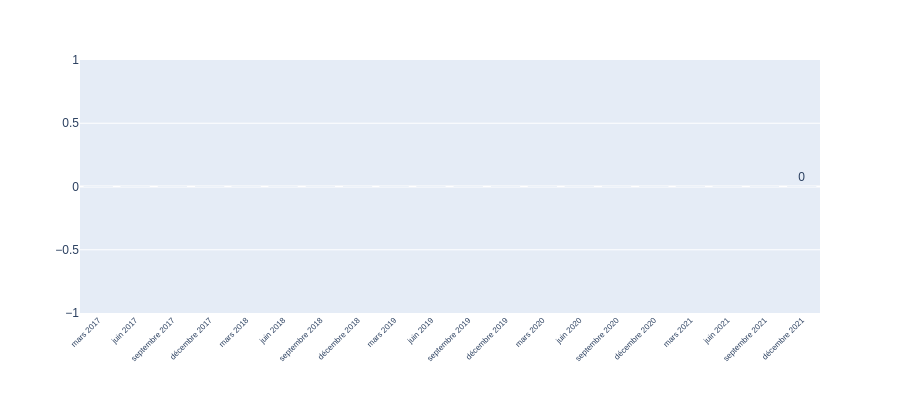 1
0.5
0
0
−0.5
−1
mars 2017
juin 2017
septembre 2017
décembre 2017
mars 2018
juin 2018
septembre 2018
décembre 2018
mars 2019
juin 2019
septembre 2019
décembre 2019
mars 2020
juin 2020
septembre 2020
décembre 2020
mars 2021
juin 2021
septembre 2021
décembre 2021